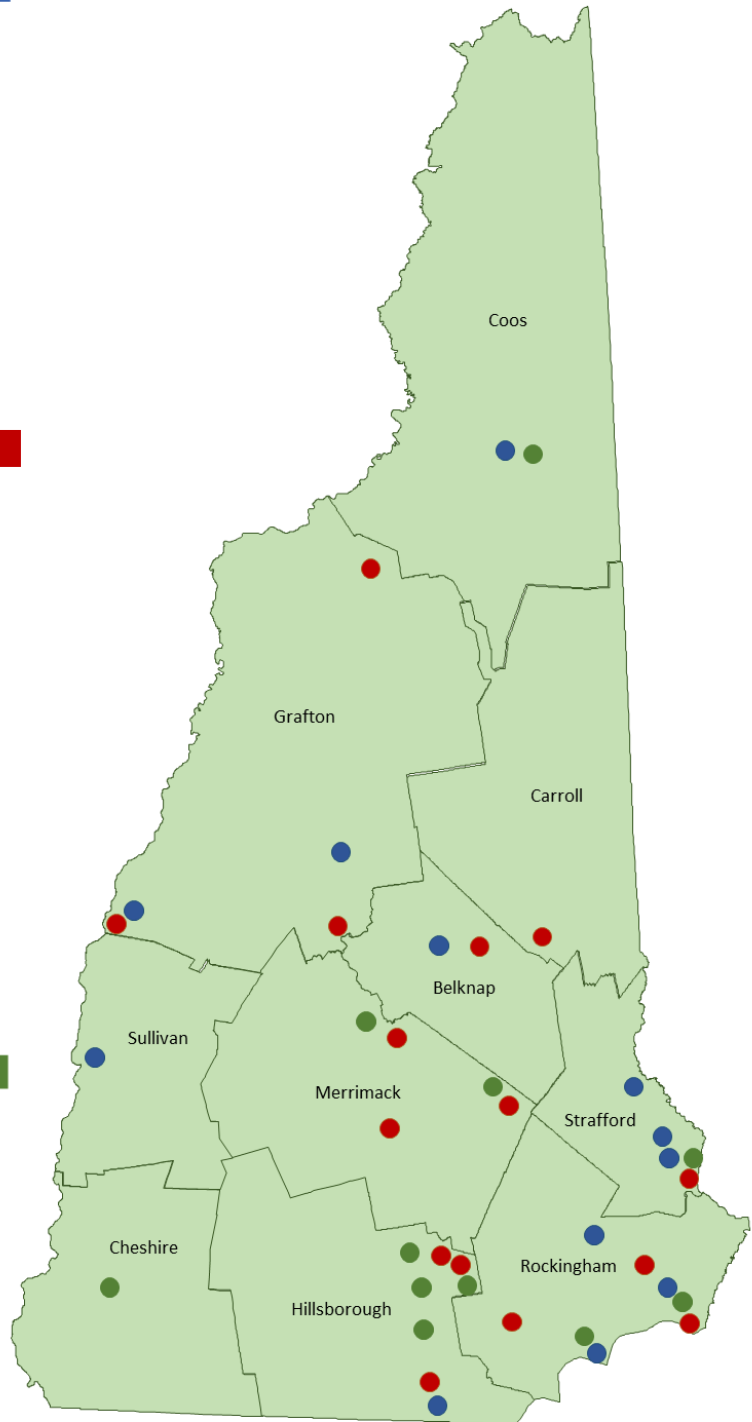 Coos
Grafton
Carroll
Belknap
Sullivan
Merrimack
Strafford
Cheshire
Rockingham
Hillsborough